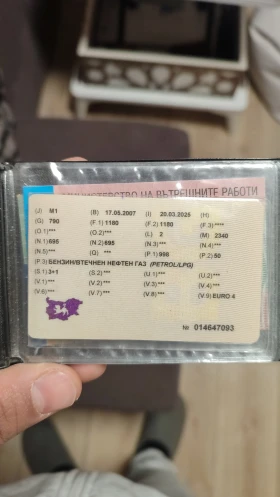 МИНИСТЕРСТВО НА ВЪТРЕШНИТЕ РАБОТИ
(J) M1 (B) 17.05.2007 (I) 20.03.2025 (H)
(G) 790 (F.1) 1180 (F.2) 1180 (F.3)****
(O.1)*** (O.2)*** (L) 2 (M) 2340
(N.1) 695 (N.2) 695 (N.3)*** (N.4)***
(N.5)*** (Q) *** (P.1) 998 (P.2) 50
(P.3) БЕНЗИН/ВТЕЧНЕН НЕФТЕН ГАЗ (PETROL/LPG)
(S.1) 3+1 (S.2)*** (U.1)*** (U.2)***
(V.1)*** (V.2)*** (V.3)*** (V.4)***
(V.6)*** (V.7)*** (V.8)*** (V.9) EURO 4
№ 014647093